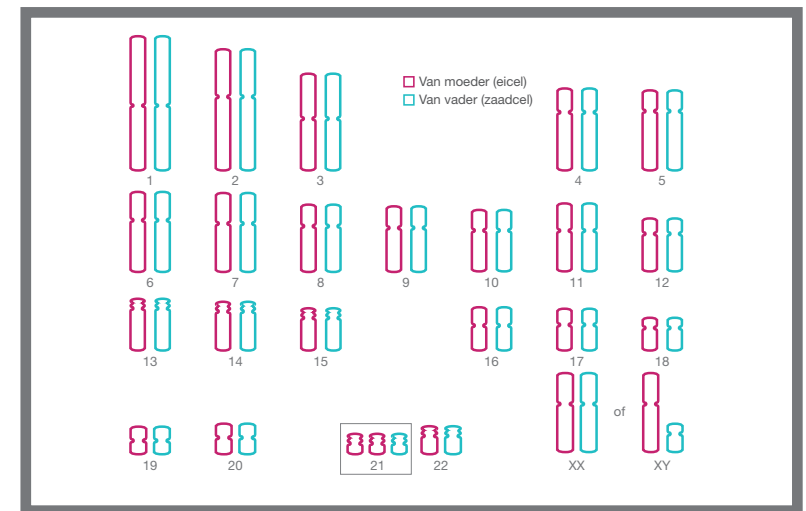 Van moeder (eicel)
Van vader (zaadcel)
1 2 3 4 5
6 7 8 9 10 11 12
13 14 15 16 17 18
of
19 20 21 22 XX XY